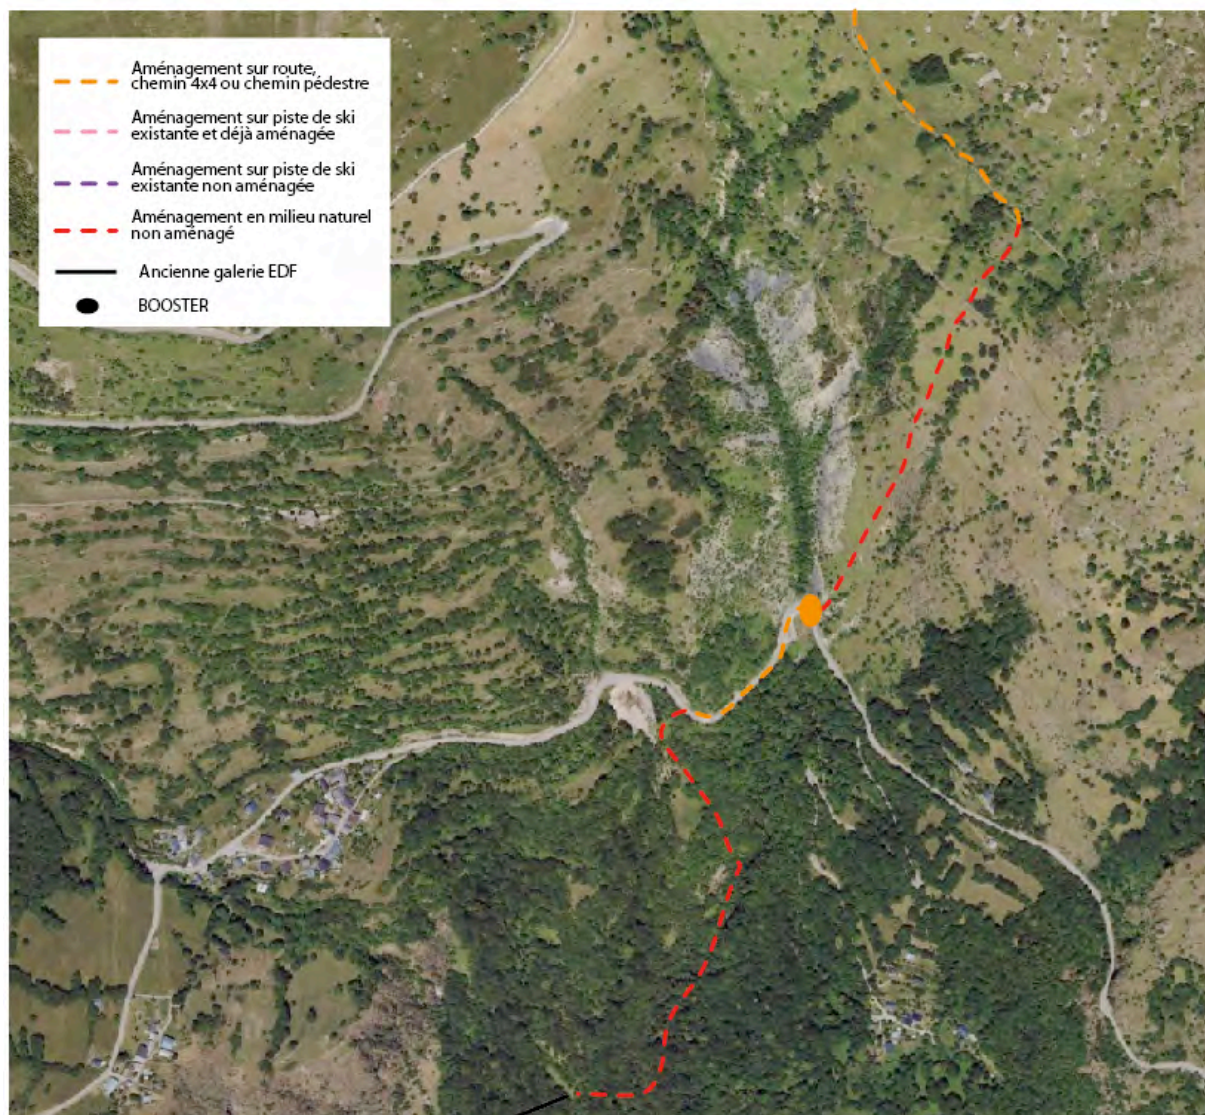 Aménagement sur route,
chemin 4x4 ou chemin pédestre
Aménagement sur piste de ski
existante et déjà aménagée
Aménagement sur piste de ski
existante non aménagée
Aménagement en milieu naturel
non aménagé
Ancienne galerie EDF
BOOSTER